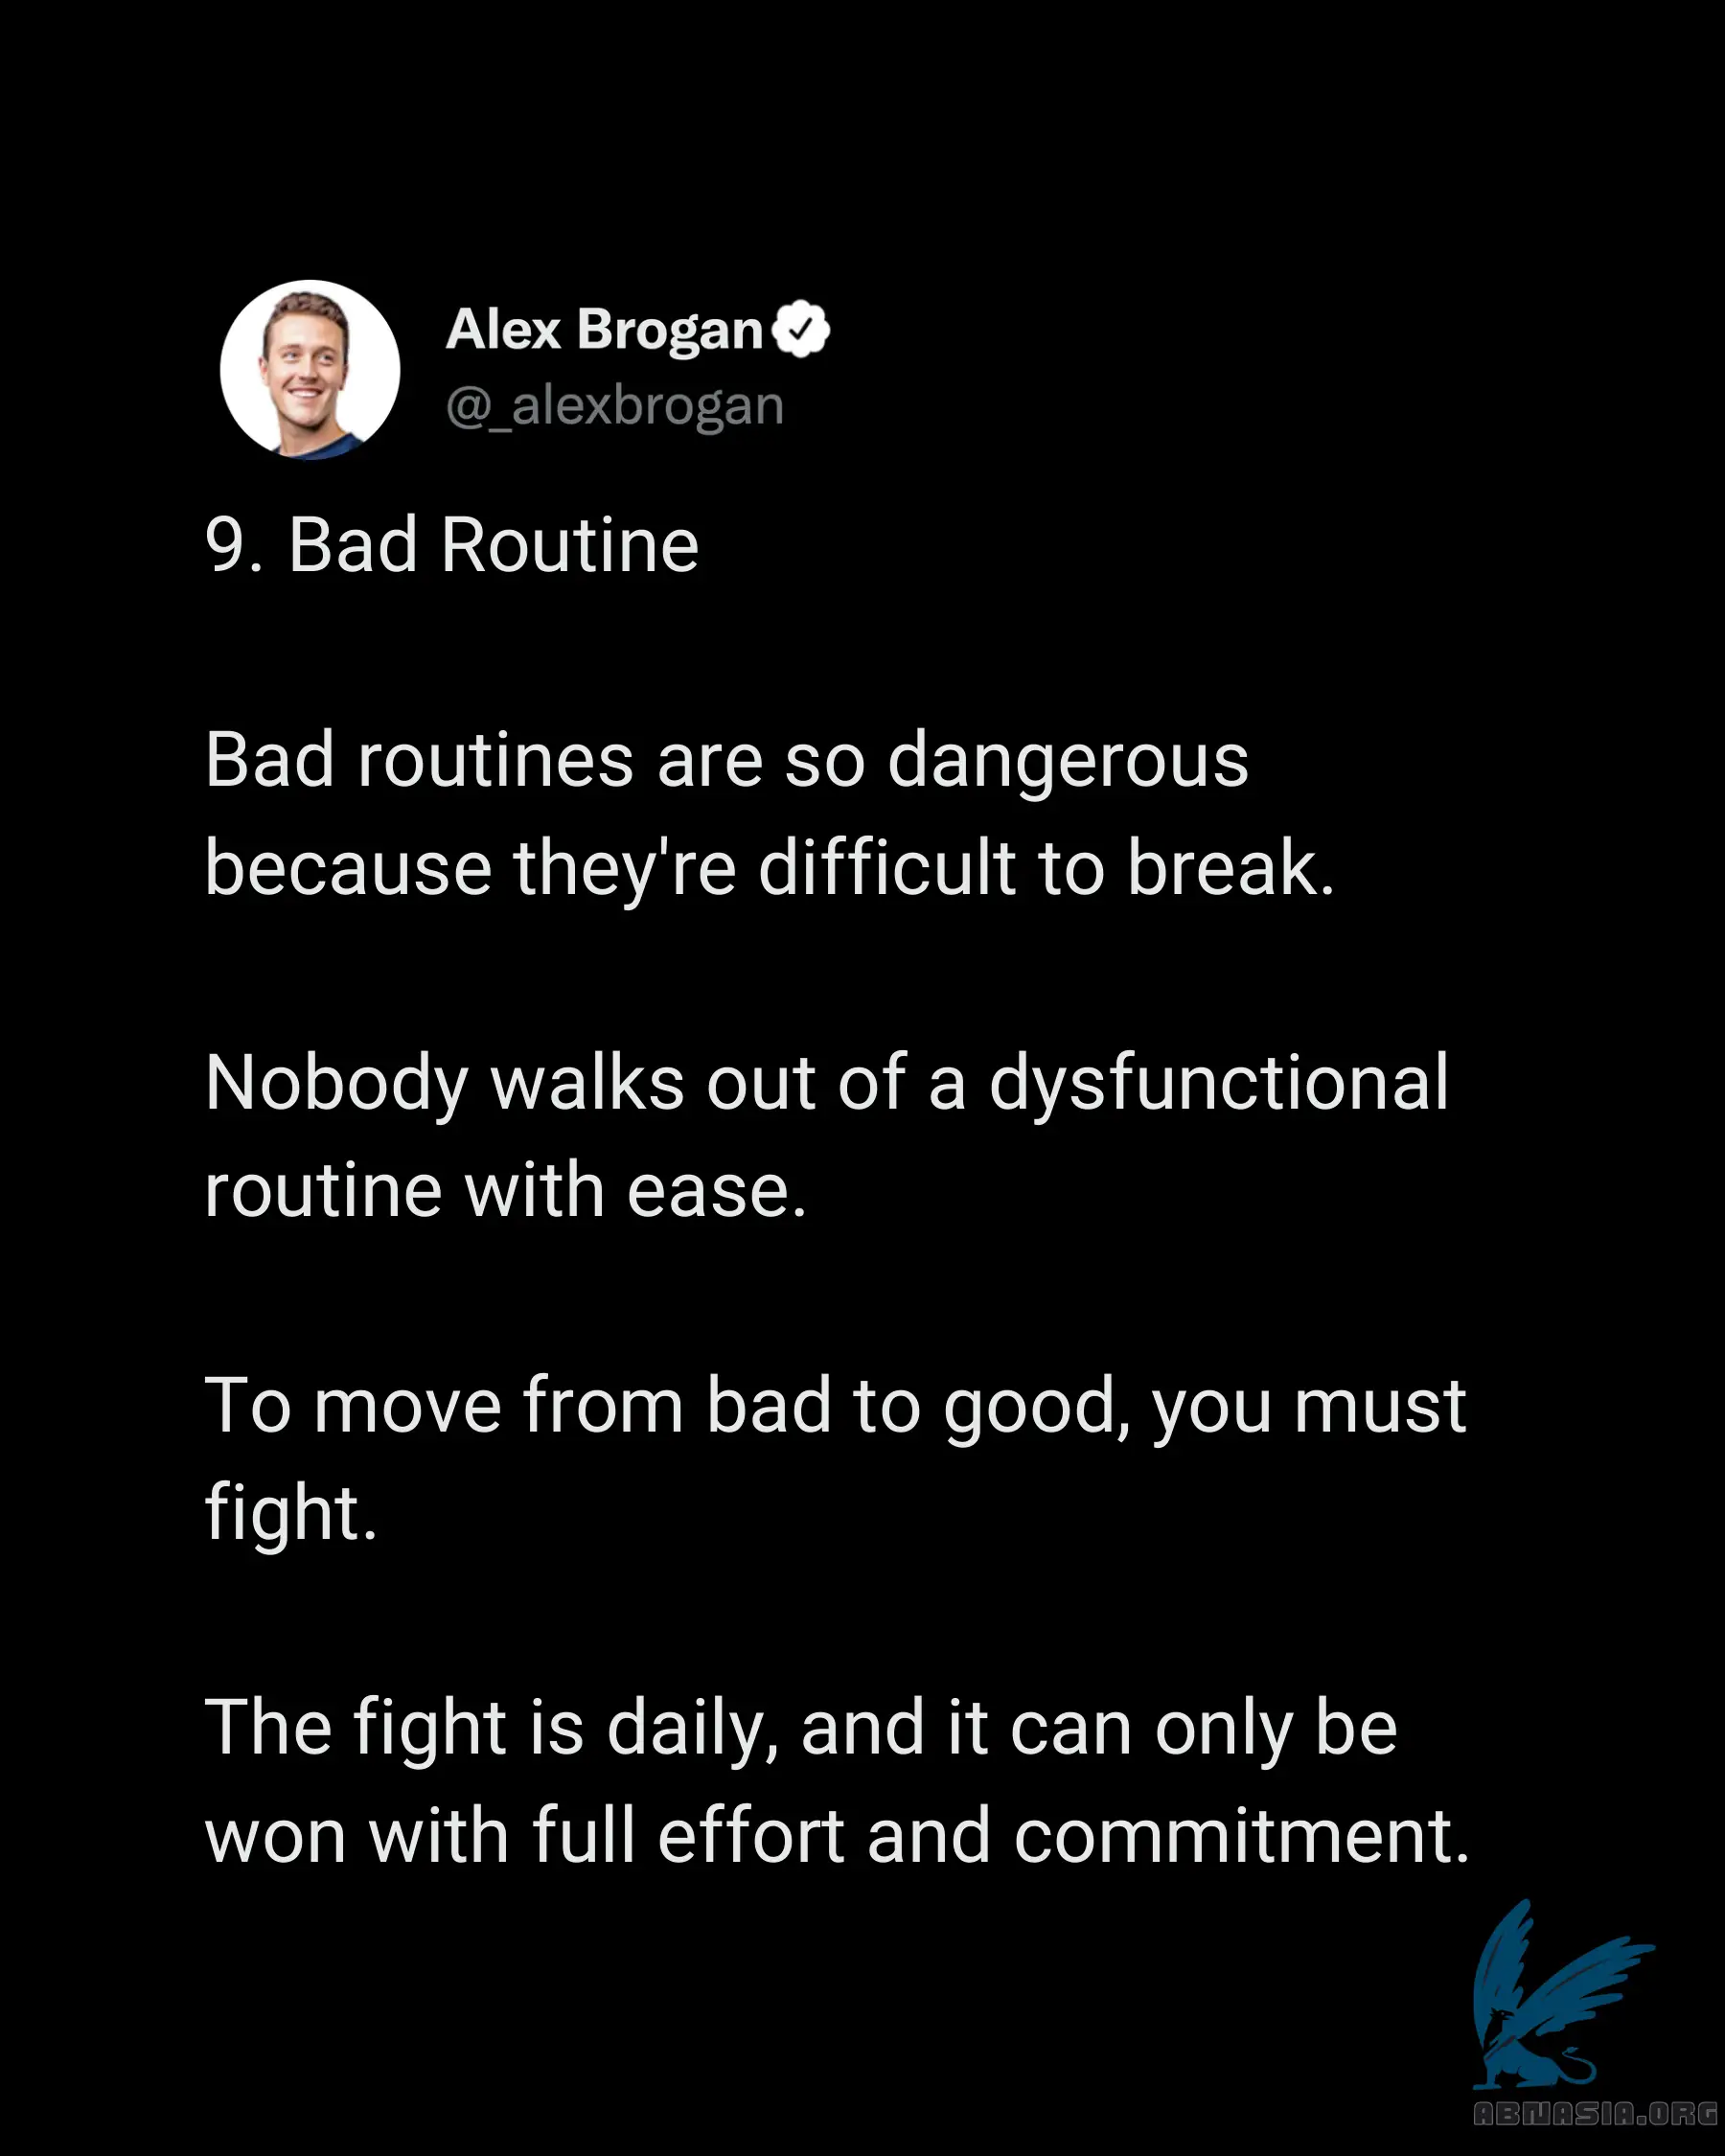 Alex Brogan
@_alexbrogan
9. Bad Routine
Bad routines are so dangerous
because they're difficult to break.
Nobody walks out of a dysfunctional
routine with ease.
To move from bad to good, you must
fight.
The fight is daily, and it can only be
won with full effort and commitment.
ABNASIA.ORG